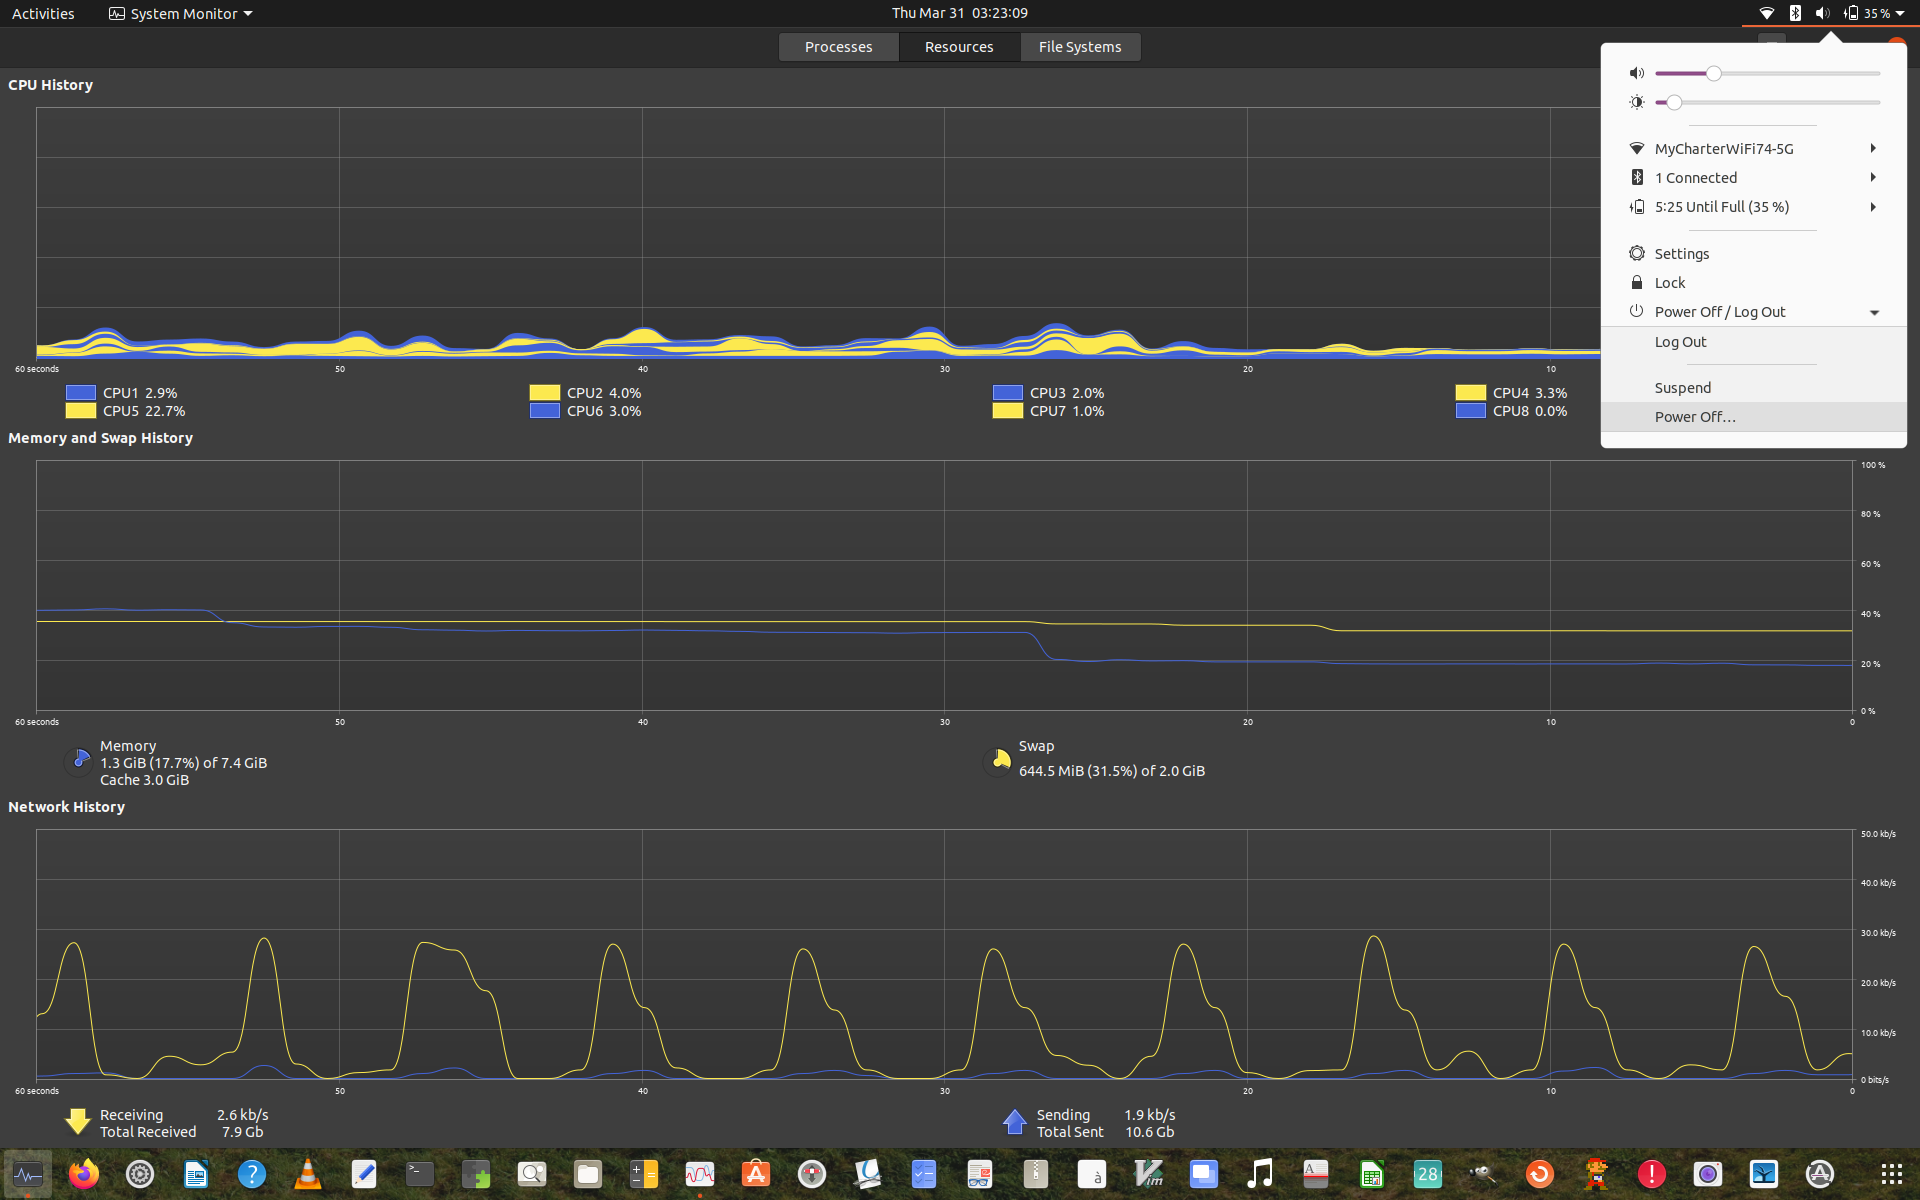 Activities
System Monitor
Thu Mar 31 03:23:09
35 %
Processes
Resources
File Systems
CPU History
60 seconds
50
40
30
20
10
CPU1 2.9%
CPU2 4.0%
CPU3 2.0%
CPU4 3.3%
CPU5 22.7%
CPU6 3.0%
CPU7 1.0%
CPU8 0.0%
MyCharterWiFi74-5G
1 Connected
5:25 Until Full (35 %)
Settings
Lock
Power Off / Log Out
Log Out
Suspend
Power Off...
Memory and Swap History
100 %
80 %
60 %
40 %
20 %
0 %
60 seconds
50
40
30
20
10
0
Memory
1.3 GiB (17.7%) of 7.4 GiB
Cache 3.0 GiB
Swap
644.5 MiB (31.5%) of 2.0 GiB
Network History
50.0 kb/s
40.0 kb/s
30.0 kb/s
20.0 kb/s
10.0 kb/s
0 bits/s
60 seconds
50
40
30
20
10
0
Receiving 2.6 kb/s
Total Received 7.9 Gb
Sending 1.9 kb/s
Total Sent 10.6 Gb
28
à
Vim
A